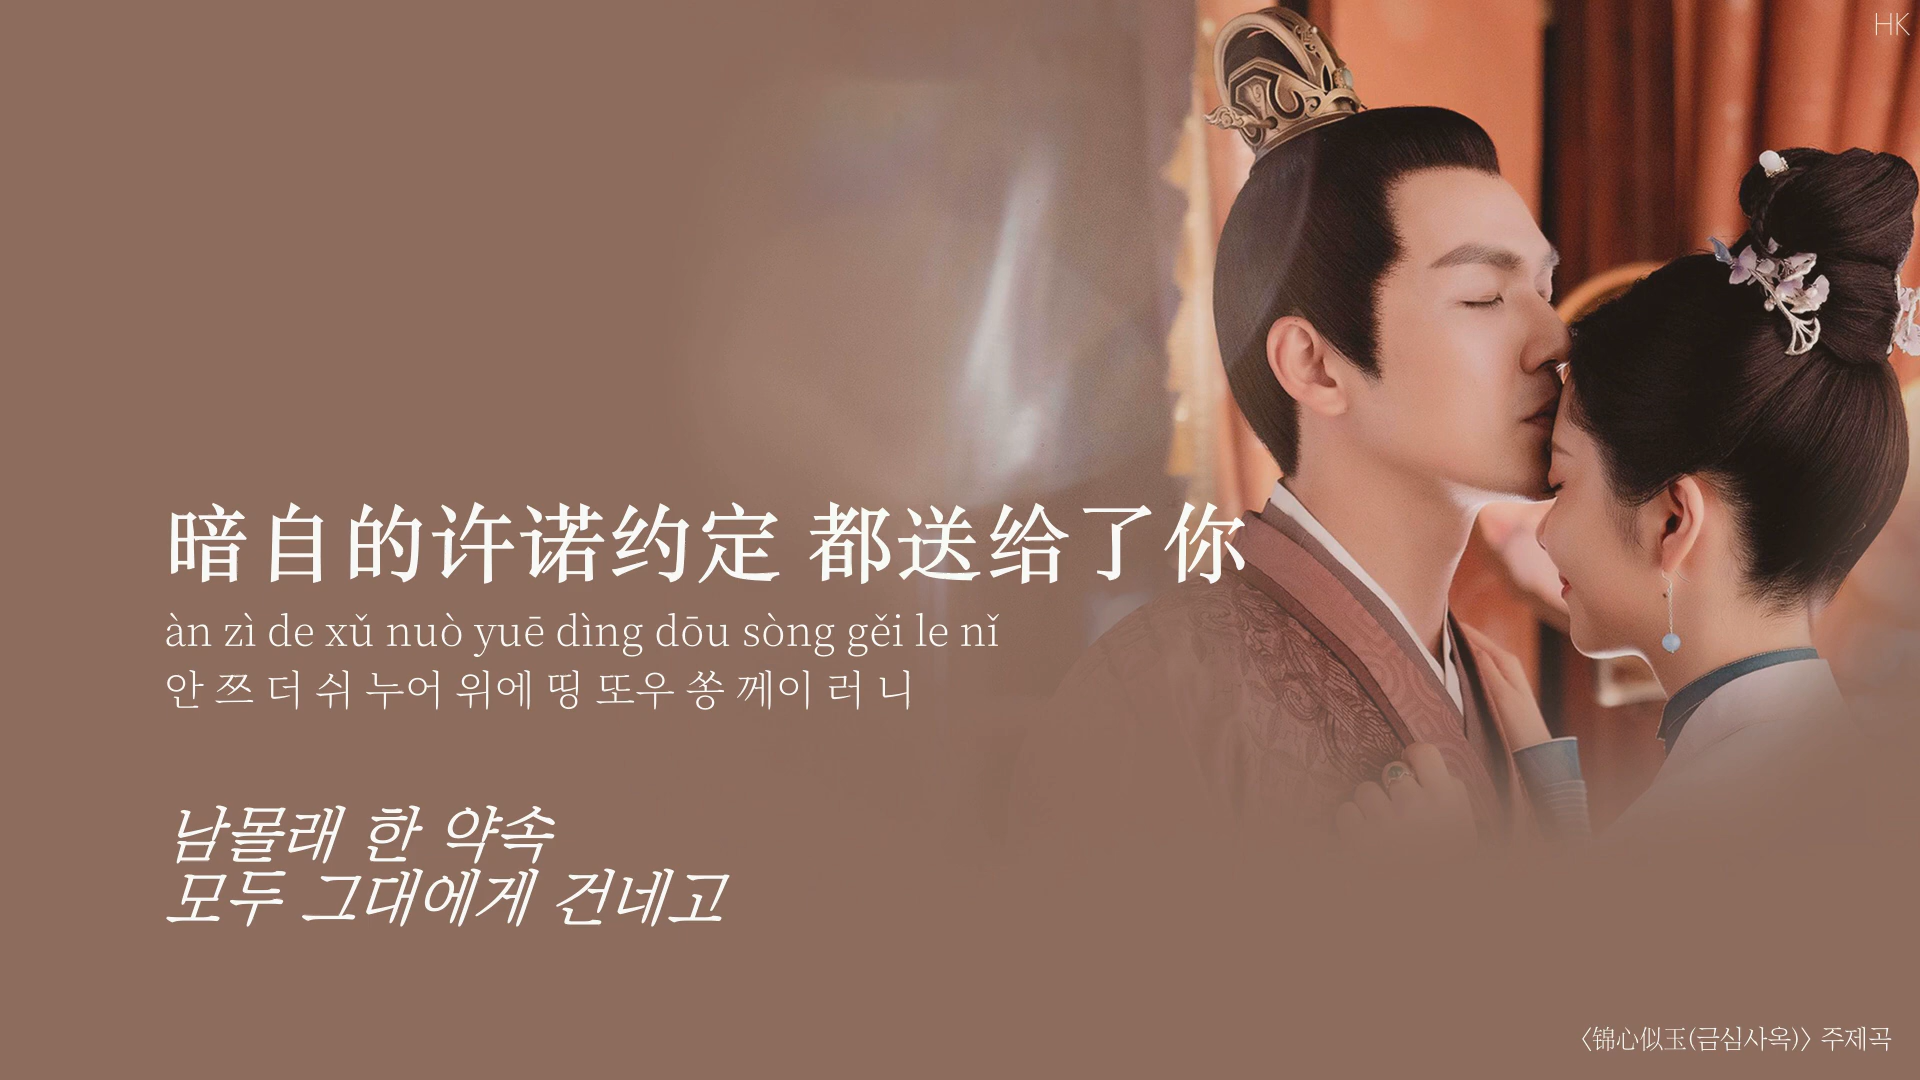 HK
暗自的许诺约定 都送给了你
àn zì de xǔ nuò yuē dìng dōu sòng gěi le nǐ
안 쯔 더 쉬 누어 위에 띵 또우 쏭 께이 러 니
남몰래 한 약속
모두 그대에게 건네고
〈锦心似玉(금심사옥)〉 주제곡